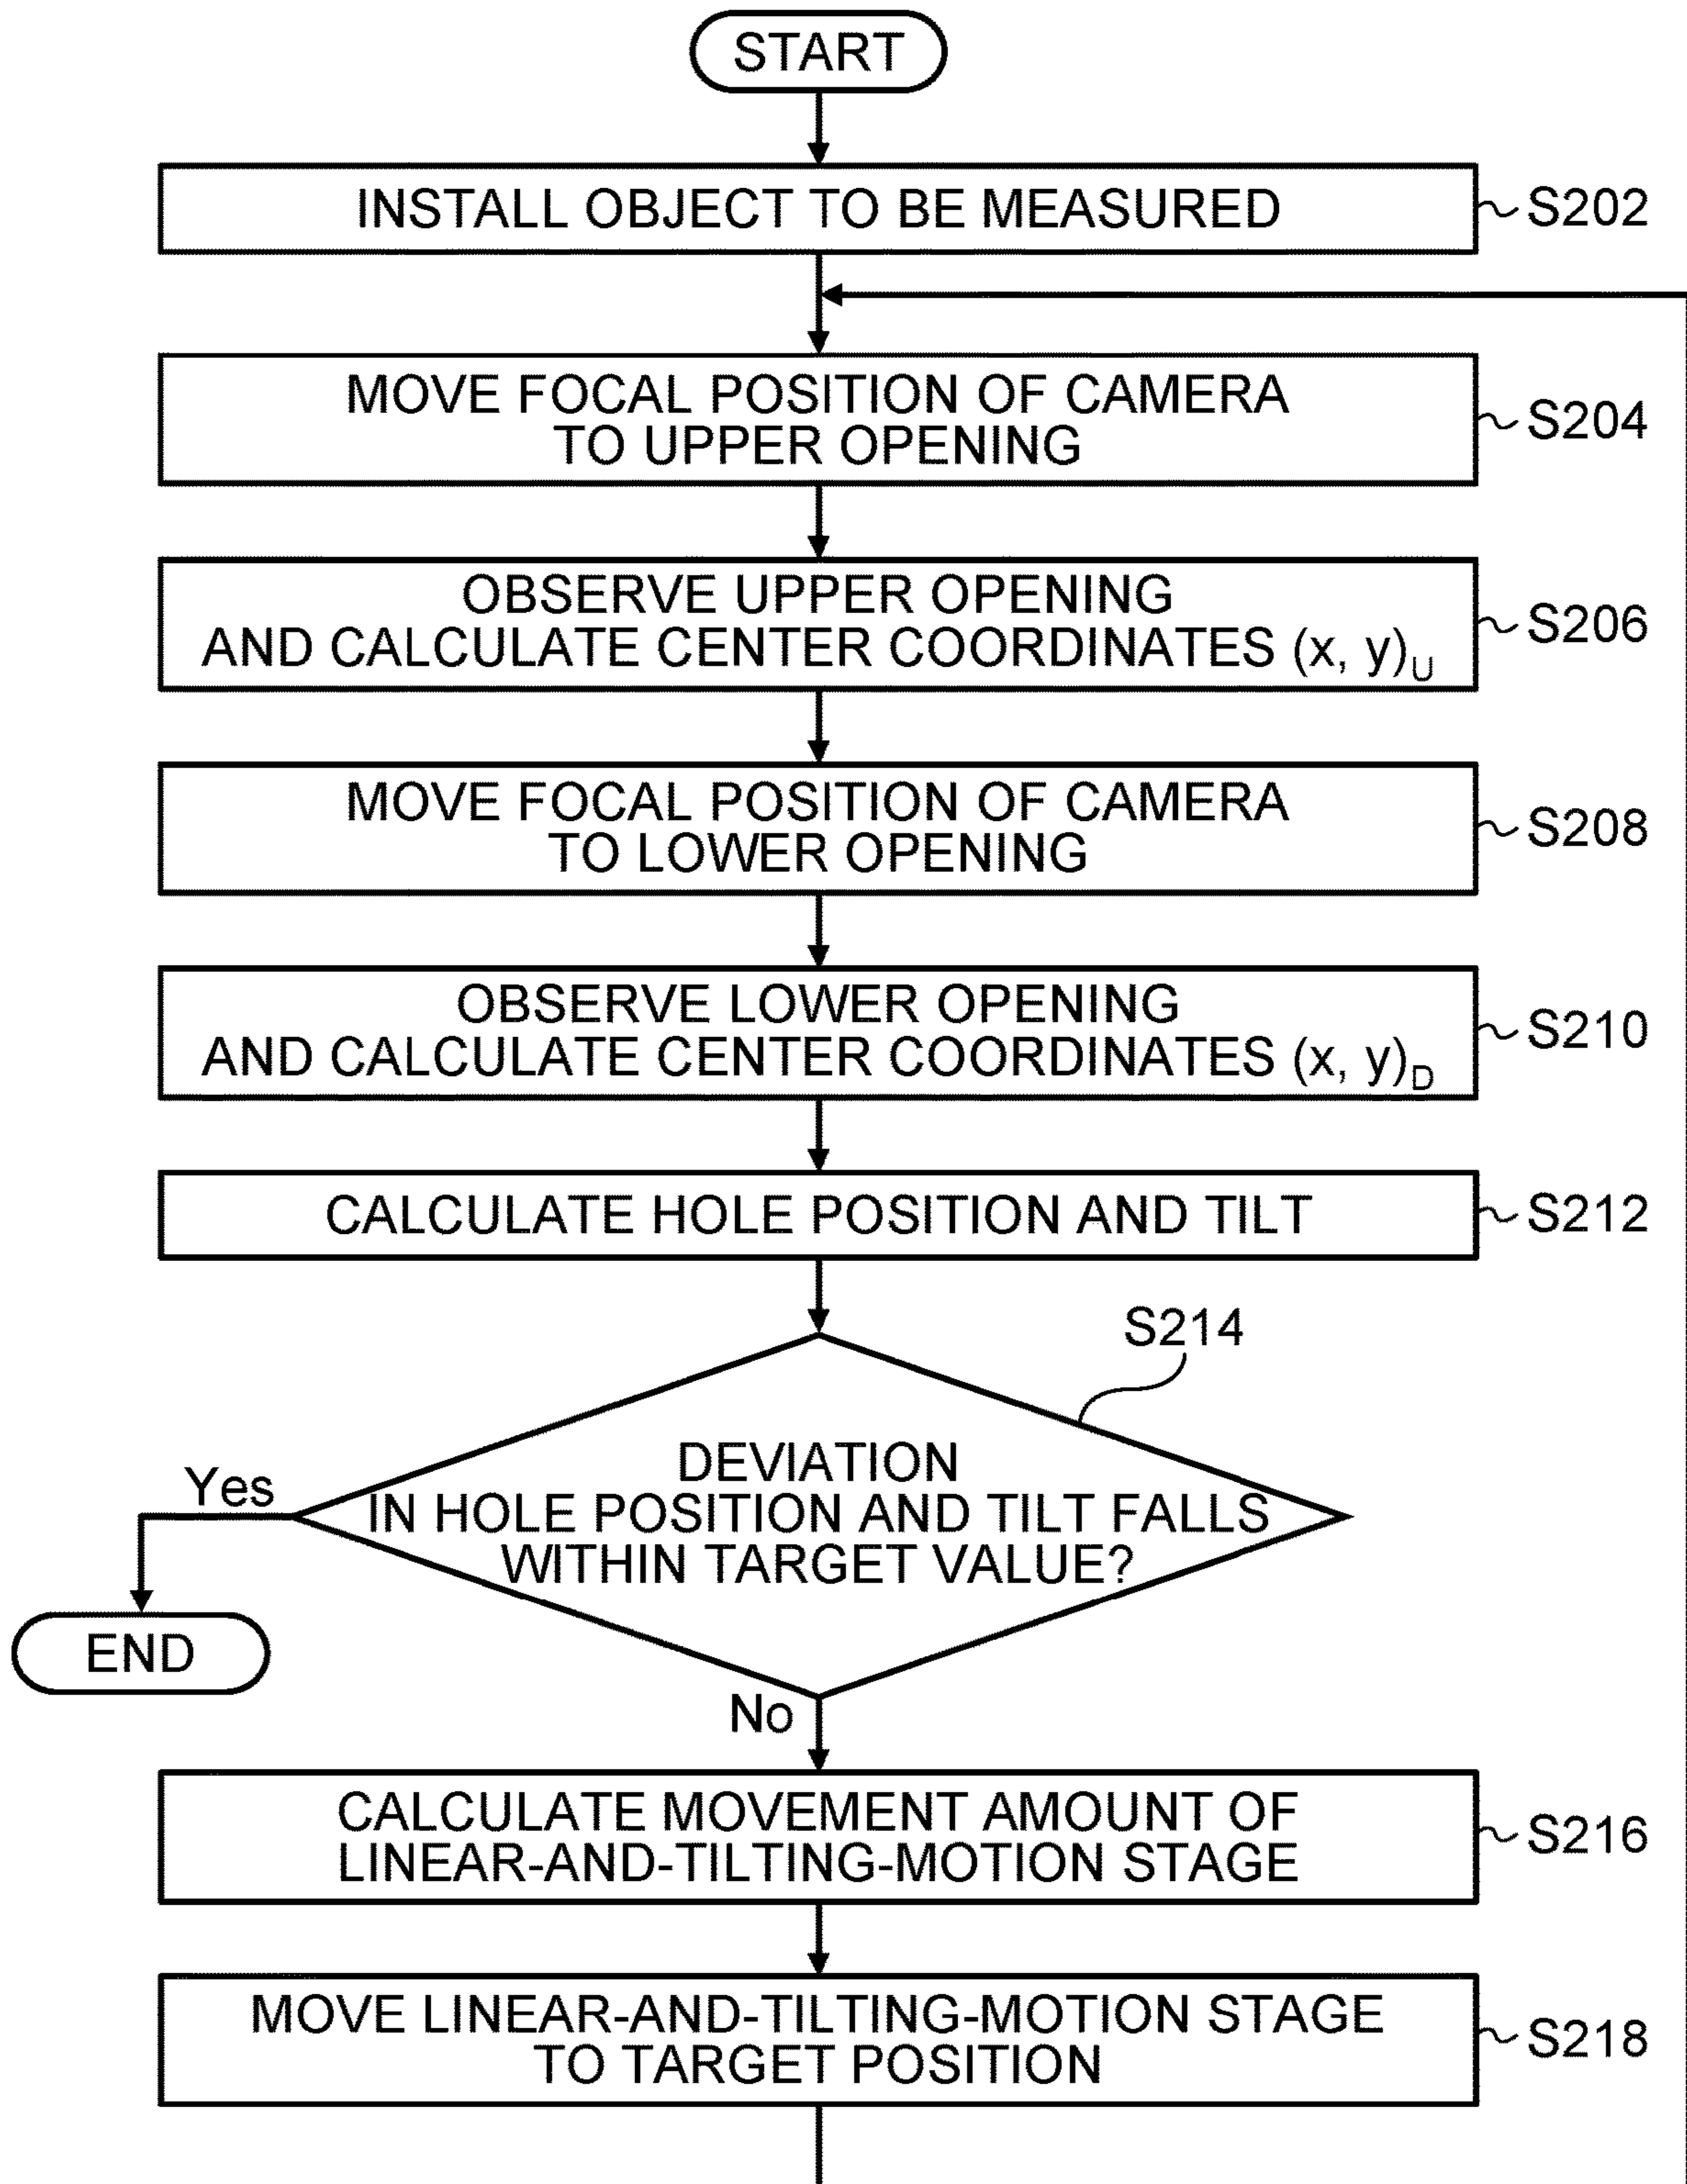 START
INSTALL OBJECT TO BE MEASURED
S202
MOVE FOCAL POSITION OF CAMERA
TO UPPER OPENING
S204
OBSERVE UPPER OPENING
AND CALCULATE CENTER COORDINATES (x, y)U
S206
MOVE FOCAL POSITION OF CAMERA
TO LOWER OPENING
S208
OBSERVE LOWER OPENING
AND CALCULATE CENTER COORDINATES (x, y)D
S210
CALCULATE HOLE POSITION AND TILT
S212
S214
DEVIATION
IN HOLE POSITION AND TILT FALLS
WITHIN TARGET VALUE?
Yes
END
No
CALCULATE MOVEMENT AMOUNT OF
LINEAR-AND-TILTING-MOTION STAGE
S216
MOVE LINEAR-AND-TILTING-MOTION STAGE
TO TARGET POSITION
S218